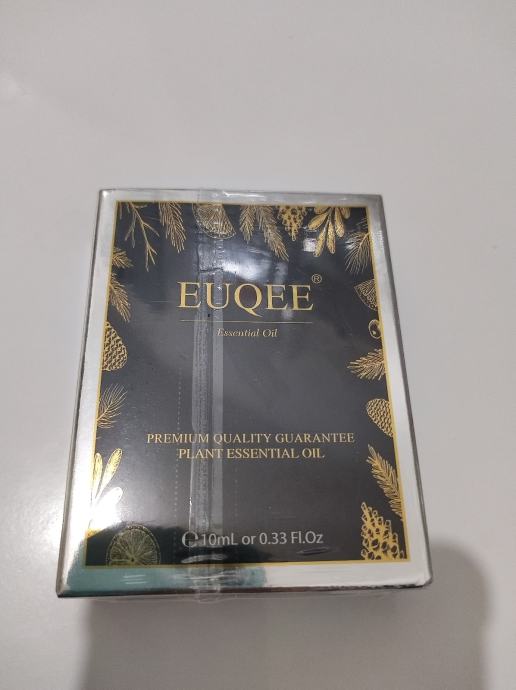 EUQEE®
Essential Oil
PREMIUM QUALITY GUARANTEE
PLANT ESSENTIAL OIL
℮10mL or 0.33 Fl.Oz